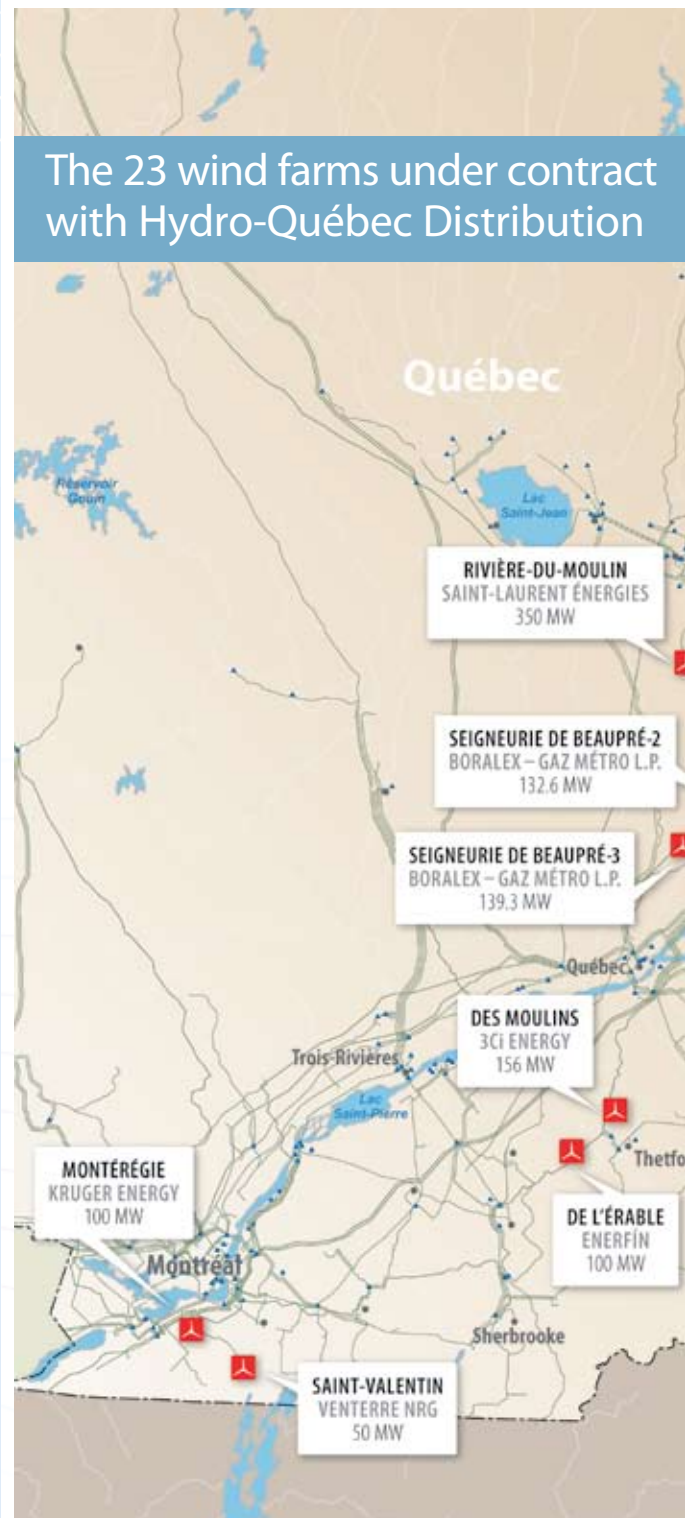 The 23 wind farms under contract
with Hydro-Québec Distribution
Québec
Réservoir
Gouin
Lac
Saint-Jean
RIVIÈRE-DU-MOULIN
SAINT-LAURENT ÉNERGIES
350 MW
SEIGNEURIE DE BEAUPRÉ-2
BORALEX – GAZ MÉTRO L.P.
132.6 MW
SEIGNEURIE DE BEAUPRÉ-3
BORALEX – GAZ MÉTRO L.P.
139.3 MW
Québec
DES MOULINS
3Ci ENERGY
156 MW
Trois-Rivières
Lac
Saint-Pierre
Thetfo
MONTÉRÉGIE
KRUGER ENERGY
100 MW
DE L'ÉRABLE
ENERFÍN
100 MW
Montréal
Sherbrooke
SAINT-VALENTIN
VENTERRE NRG
50 MW